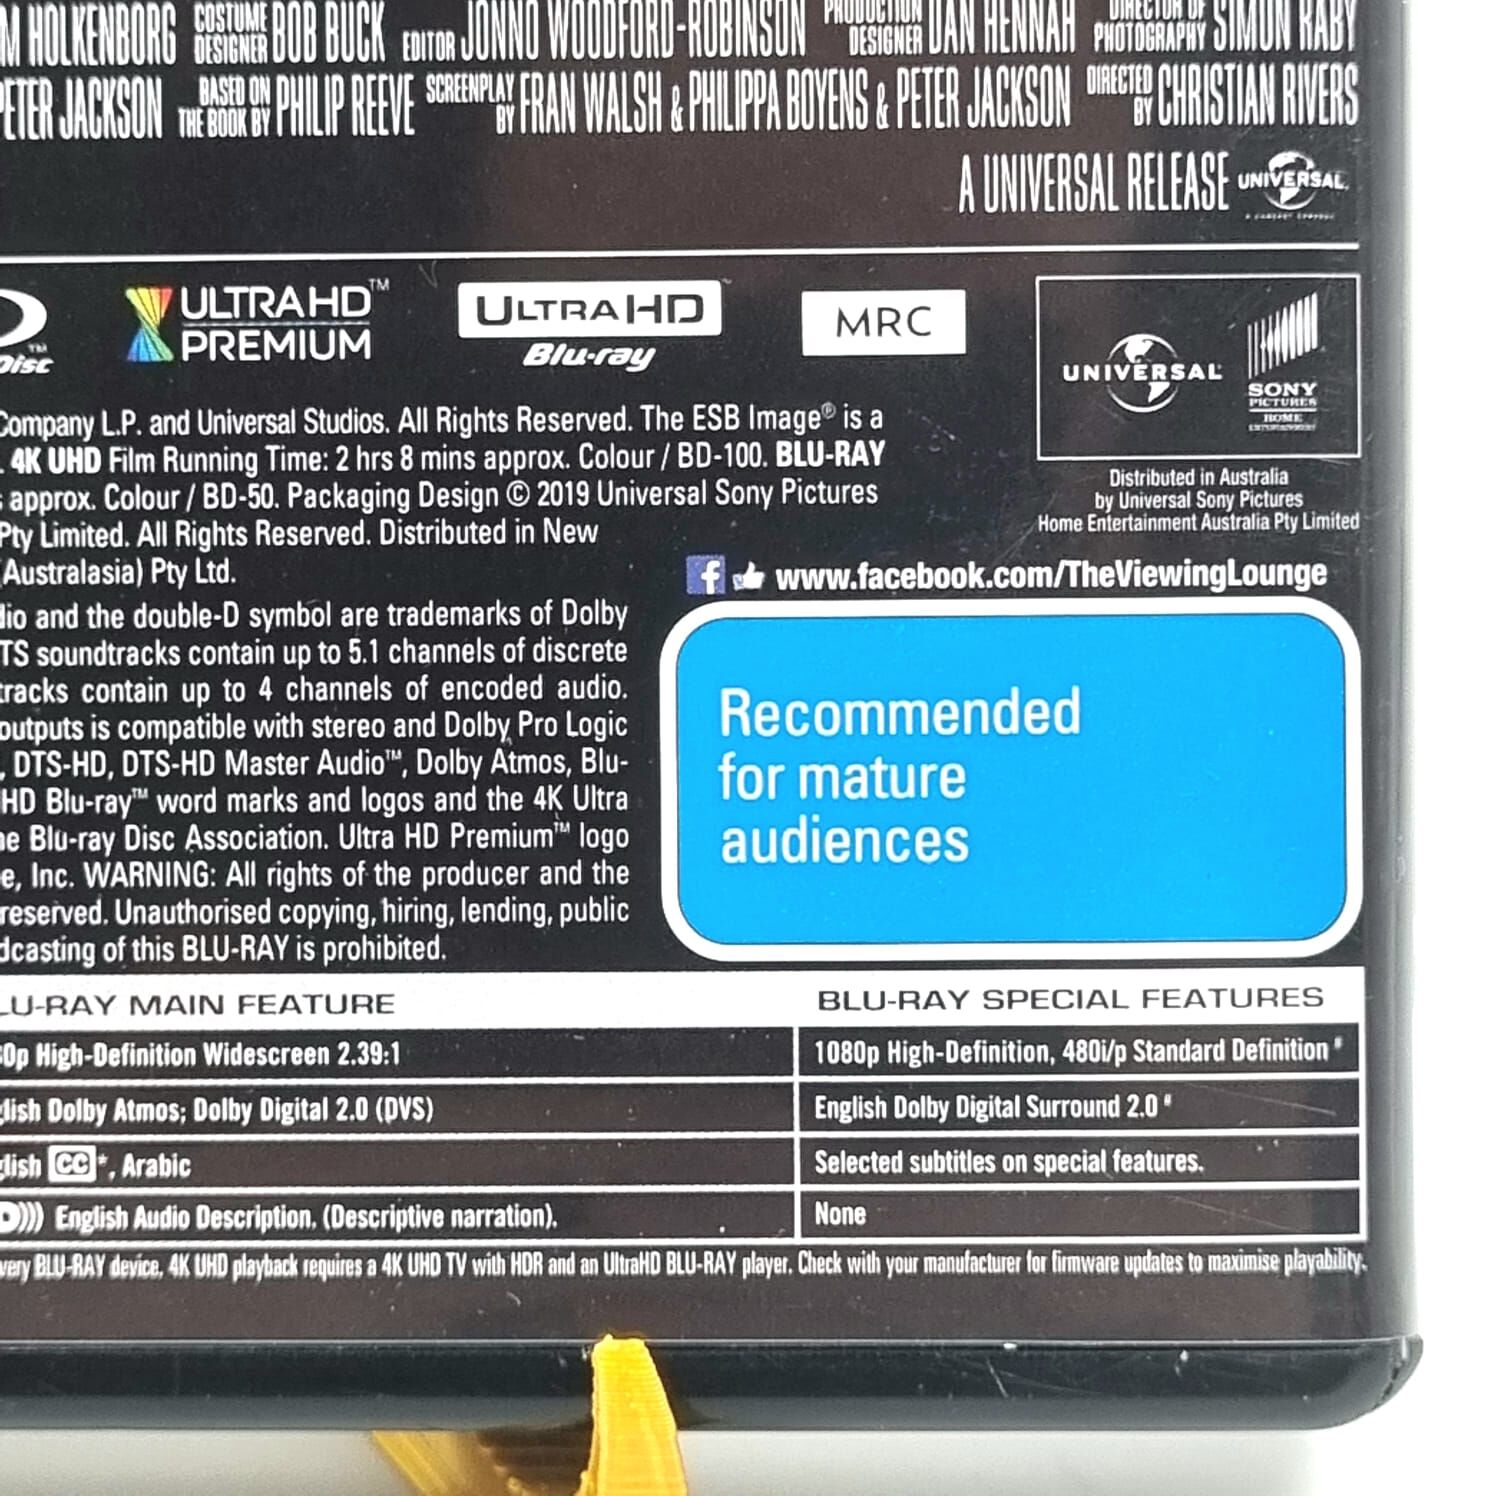 M HOLKENBORG COSTUME DESIGNER BOB BUCK EDITOR JONNO WOODFORD-ROBINSON PRODUCTION DESIGNER DAN HENNAH DIRECTOR OF PHOTOGRAPHY SIMON RABY
PETER JACKSON BASED ON THE BOOK BY PHILIP REEVE SCREENPLAY BY FRAN WALSH & PHILIPPA BOYENS & PETER JACKSON DIRECTED BY CHRISTIAN RIVERS
A UNIVERSAL RELEASE UNIVERSAL
Disc™
ULTRA HD™
PREMIUM
ULTRA HD
Blu-ray
MRC
UNIVERSAL
SONY
PICTURES
HOME
ENTERTAINMENT
Company L.P. and Universal Studios. All Rights Reserved. The ESB Image® is a
. 4K UHD Film Running Time: 2 hrs 8 mins approx. Colour / BD-100. BLU-RAY
approx. Colour / BD-50. Packaging Design © 2019 Universal Sony Pictures
Pty Limited. All Rights Reserved. Distributed in New
(Australasia) Pty Ltd.
Distributed in Australia
by Universal Sony Pictures
Home Entertainment Australia Pty Limited
f www.facebook.com/TheViewingLounge
dio and the double-D symbol are trademarks of Dolby
TS soundtracks contain up to 5.1 channels of discrete
tracks contain up to 4 channels of encoded audio.
outputs is compatible with stereo and Dolby Pro Logic
, DTS-HD, DTS-HD Master Audio™, Dolby Atmos, Blu-
HD Blu-ray™ word marks and logos and the 4K Ultra
he Blu-ray Disc Association. Ultra HD Premium™ logo
e, Inc. WARNING: All rights of the producer and the
reserved. Unauthorised copying, hiring, lending, public
dcasting of this BLU-RAY is prohibited.
Recommended
for mature
audiences
LU-RAY MAIN FEATURE
BLU-RAY SPECIAL FEATURES
0p High-Definition Widescreen 2.39:1
1080p High-Definition, 480i/p Standard Definition #
glish Dolby Atmos; Dolby Digital 2.0 (DVS)
English Dolby Digital Surround 2.0 #
glish CC*, Arabic
Selected subtitles on special features.
D))) English Audio Description. (Descriptive narration).
None
very BLU-RAY device. 4K UHD playback requires a 4K UHD TV with HDR and an UltraHD BLU-RAY player. Check with your manufacturer for firmware updates to maximise playability.